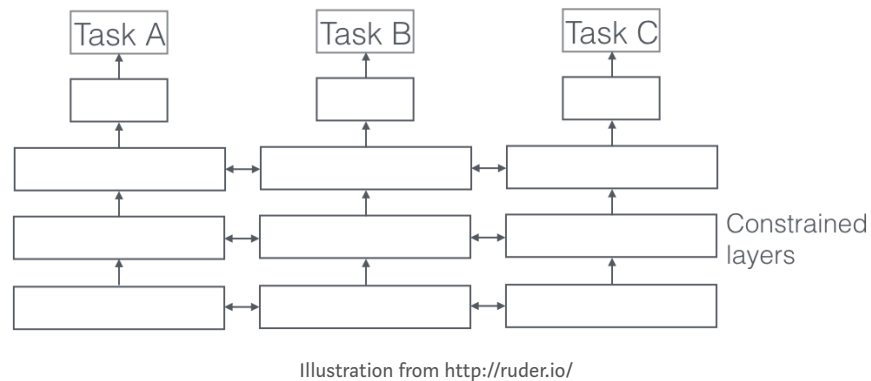 Task A
Task B
Task C
Constrained
layers
Illustration from http://ruder.io/